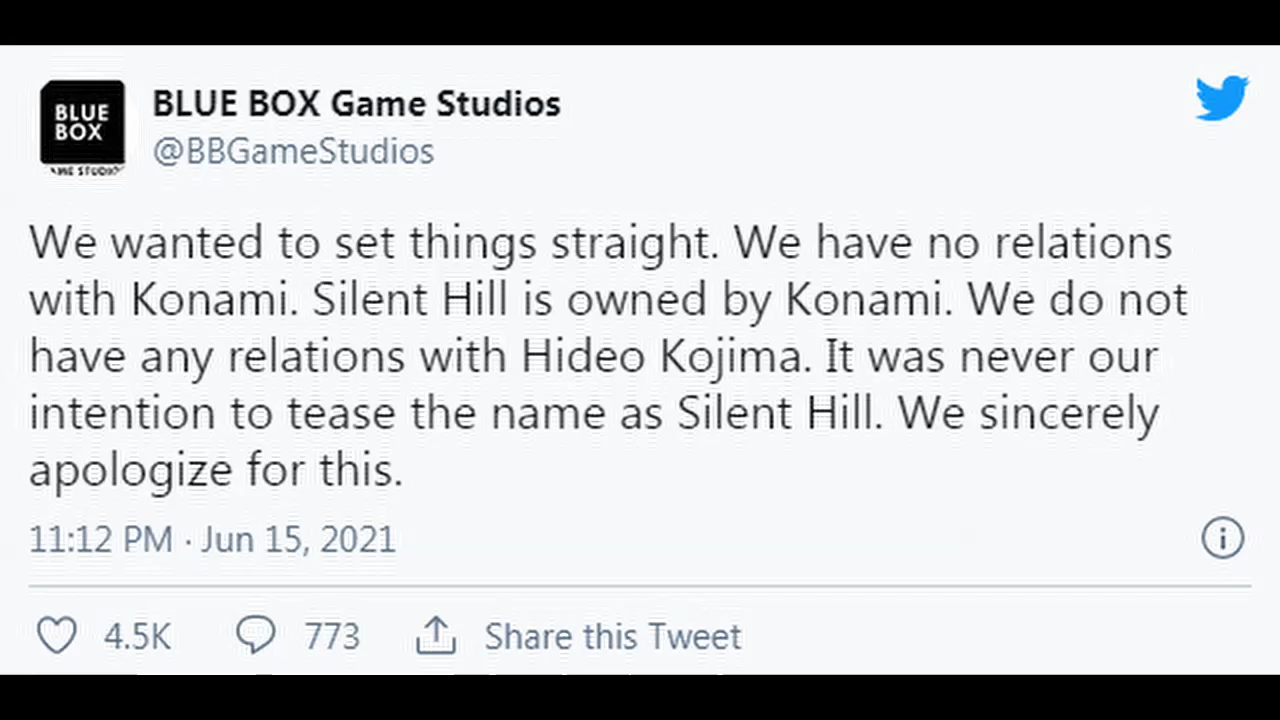 BLUE
BOX
AME STUDIO
BLUE BOX Game Studios
@BBGameStudios
We wanted to set things straight. We have no relations
with Konami. Silent Hill is owned by Konami. We do not
have any relations with Hideo Kojima. It was never our
intention to tease the name as Silent Hill. We sincerely
apologize for this.
11:12 PM · Jun 15, 2021
4.5K 773 Share this Tweet